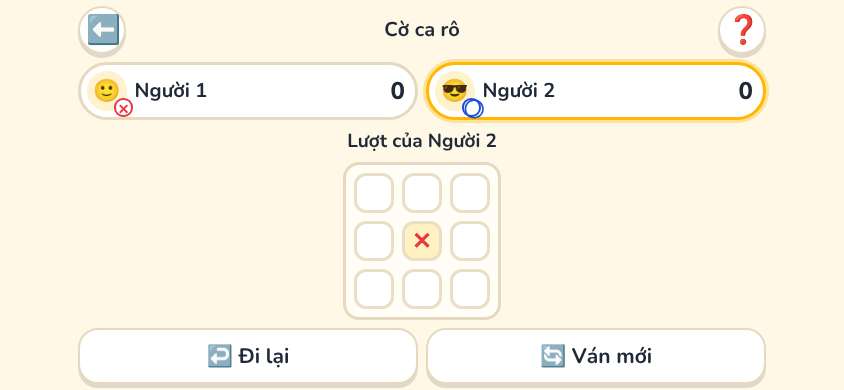 Cờ ca rô
Người 1 0
Người 2 0
Lượt của Người 2
Đi lại
Ván mới